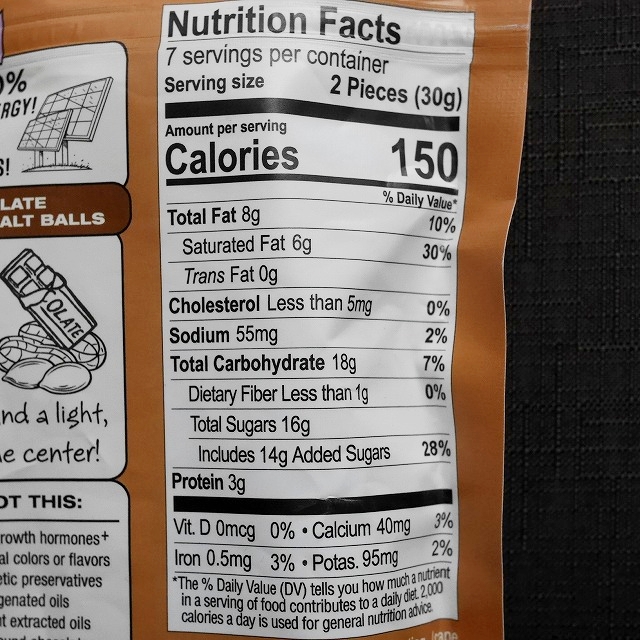 0%
ERGY!
S!
LATE
ALT BALLS
OLATE
nd a light,
e center!
OT THIS:
rowth hormones+
al colors or flavors
etic preservatives
genated oils
nt extracted oils
Nutrition Facts
7 servings per container
Serving size 2 Pieces (30g)
Amount per serving
Calories 150
% Daily Value*
Total Fat 8g 10%
Saturated Fat 6g 30%
Trans Fat 0g
Cholesterol Less than 5mg 0%
Sodium 55mg 2%
Total Carbohydrate 18g 7%
Dietary Fiber Less than 1g 0%
Total Sugars 16g
Includes 14g Added Sugars 28%
Protein 3g
Vit. D 0mcg 0% • Calcium 40mg 3%
Iron 0.5mg 3% • Potas. 95mg 2%
*The % Daily Value (DV) tells you how much a nutrient
in a serving of food contributes to a daily diet. 2,000
calories a day is used for general nutrition advice.